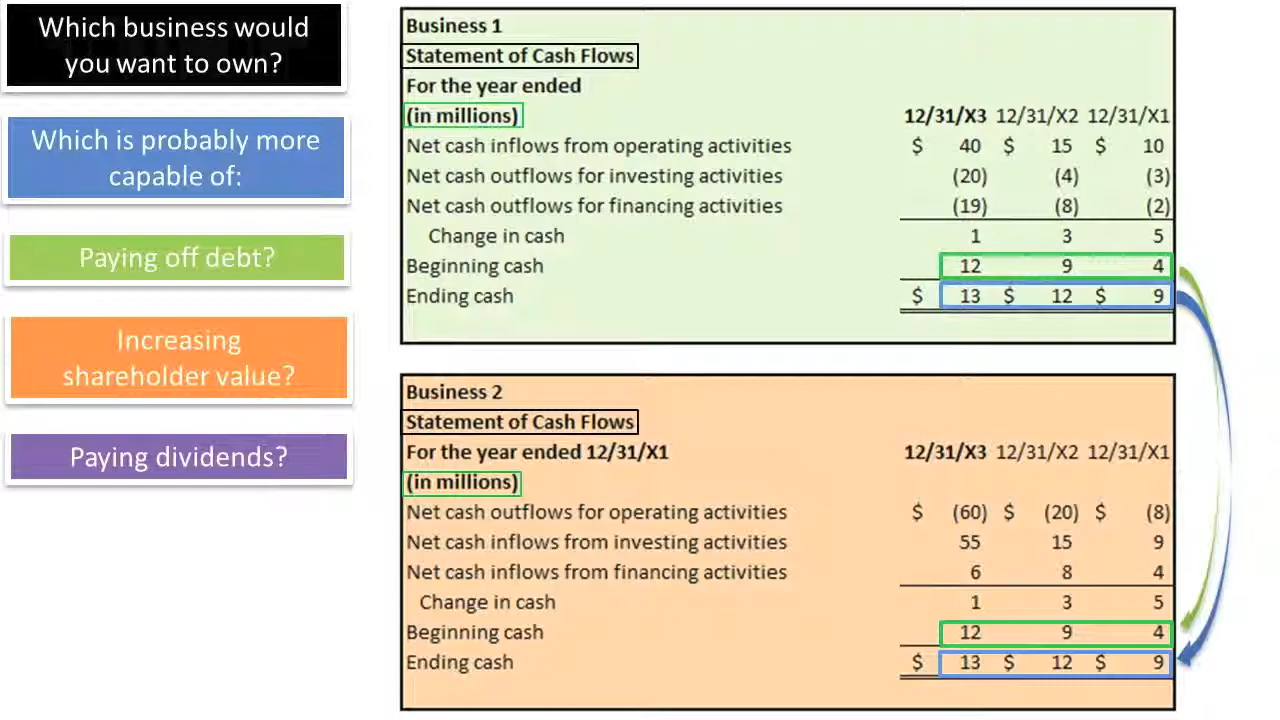 Which business would
you want to own?
Which is probably more
capable of:
Paying off debt?
Increasing
shareholder value?
Paying dividends?
Business 1
Statement of Cash Flows
For the year ended
(in millions) 12/31/X3 12/31/X2 12/31/X1
Net cash inflows from operating activities $ 40 $ 15 $ 10
Net cash outflows for investing activities (20) (4) (3)
Net cash outflows for financing activities (19) (8) (2)
Change in cash 1 3 5
Beginning cash 12 9 4
Ending cash $ 13 $ 12 $ 9
Business 2
Statement of Cash Flows
For the year ended 12/31/X1 12/31/X3 12/31/X2 12/31/X1
(in millions)
Net cash outflows for operating activities $ (60) $ (20) $ (8)
Net cash inflows from investing activities 55 15 9
Net cash inflows from financing activities 6 8 4
Change in cash 1 3 5
Beginning cash 12 9 4
Ending cash $ 13 $ 12 $ 9